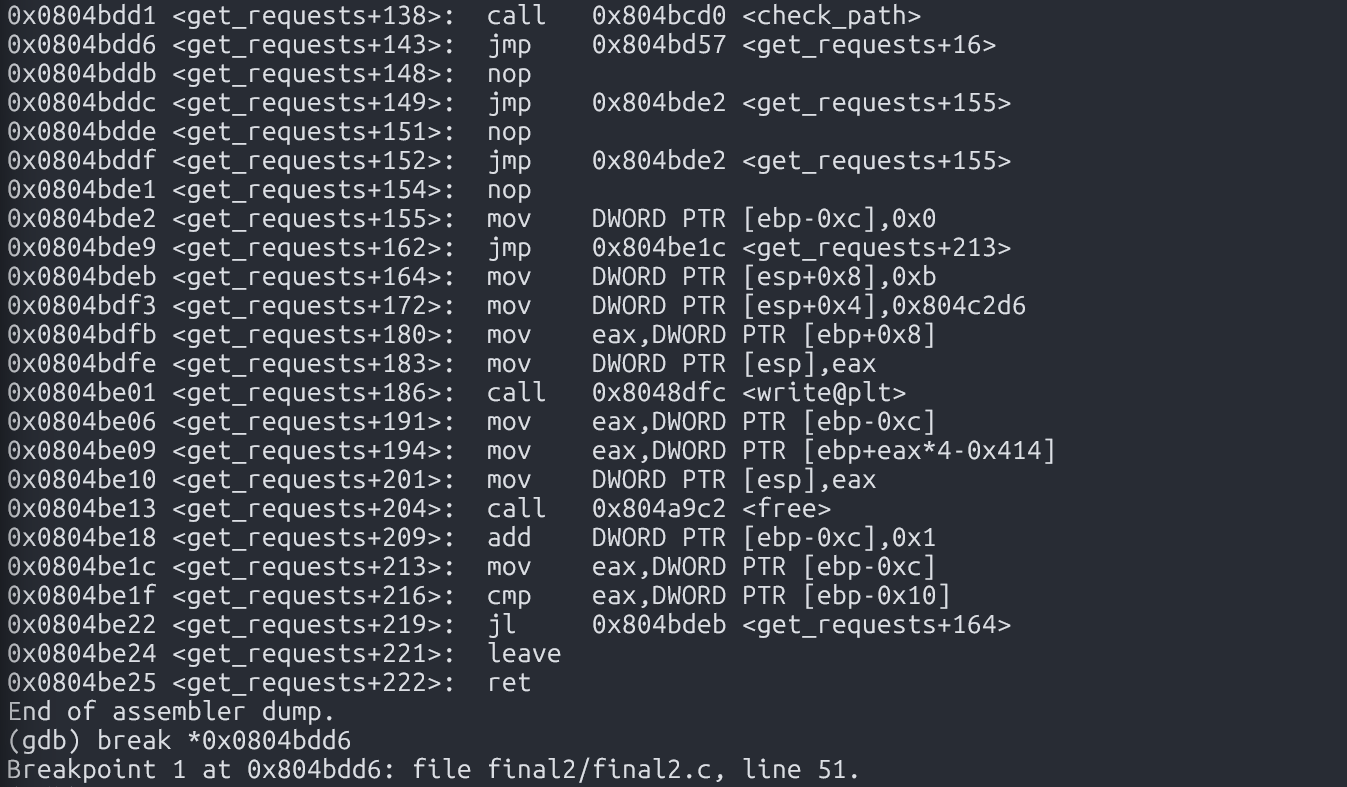 0x0804bdd1 <get_requests+138>:  call   0x804bcd0 <check_path>
0x0804bdd6 <get_requests+143>:  jmp    0x804bd57 <get_requests+16>
0x0804bddb <get_requests+148>:  nop
0x0804bddc <get_requests+149>:  jmp    0x804bde2 <get_requests+155>
0x0804bdde <get_requests+151>:  nop
0x0804bddf <get_requests+152>:  jmp    0x804bde2 <get_requests+155>
0x0804bde1 <get_requests+154>:  nop
0x0804bde2 <get_requests+155>:  mov    DWORD PTR [ebp-0xc],0x0
0x0804bde9 <get_requests+162>:  jmp    0x804be1c <get_requests+213>
0x0804bdeb <get_requests+164>:  mov    DWORD PTR [esp+0x8],0xb
0x0804bdf3 <get_requests+172>:  mov    DWORD PTR [esp+0x4],0x804c2d6
0x0804bdfb <get_requests+180>:  mov    eax,DWORD PTR [ebp+0x8]
0x0804bdfe <get_requests+183>:  mov    DWORD PTR [esp],eax
0x0804be01 <get_requests+186>:  call   0x8048dfc <write@plt>
0x0804be06 <get_requests+191>:  mov    eax,DWORD PTR [ebp-0xc]
0x0804be09 <get_requests+194>:  mov    eax,DWORD PTR [ebp+eax*4-0x414]
0x0804be10 <get_requests+201>:  mov    DWORD PTR [esp],eax
0x0804be13 <get_requests+204>:  call   0x804a9c2 <free>
0x0804be18 <get_requests+209>:  add    DWORD PTR [ebp-0xc],0x1
0x0804be1c <get_requests+213>:  mov    eax,DWORD PTR [ebp-0xc]
0x0804be1f <get_requests+216>:  cmp    eax,DWORD PTR [ebp-0x10]
0x0804be22 <get_requests+219>:  jl     0x804bdeb <get_requests+164>
0x0804be24 <get_requests+221>:  leave
0x0804be25 <get_requests+222>:  ret
End of assembler dump.
(gdb) break *0x0804bdd6
Breakpoint 1 at 0x804bdd6: file final2/final2.c, line 51.